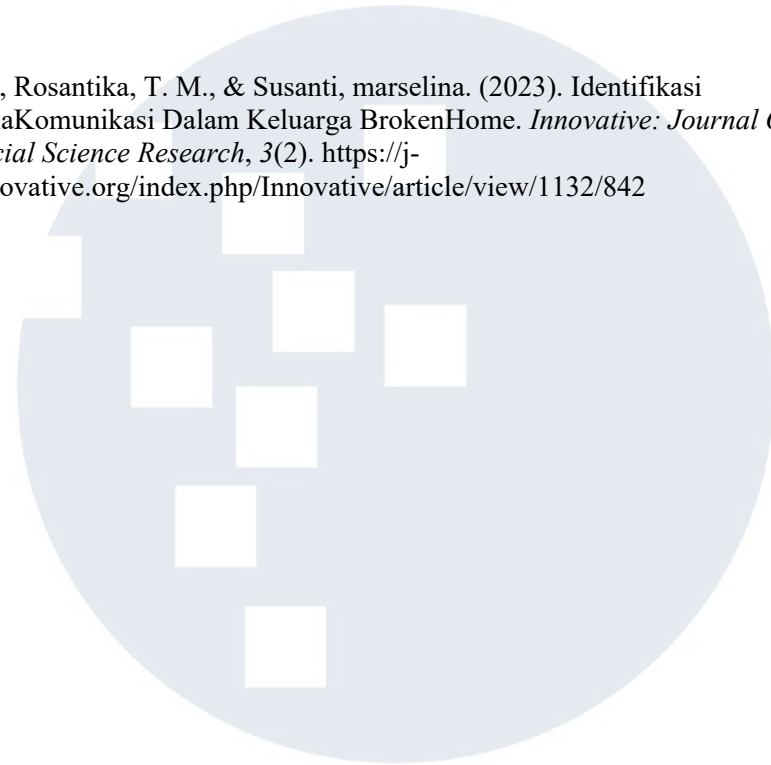 , Rosantika, T. M., & Susanti, marselina. (2023). Identifikasi
aKomunikasi Dalam Keluarga BrokenHome. Innovative: Journal O
cial Science Research, 3(2). https://j-
ovative.org/index.php/Innovative/article/view/1132/842